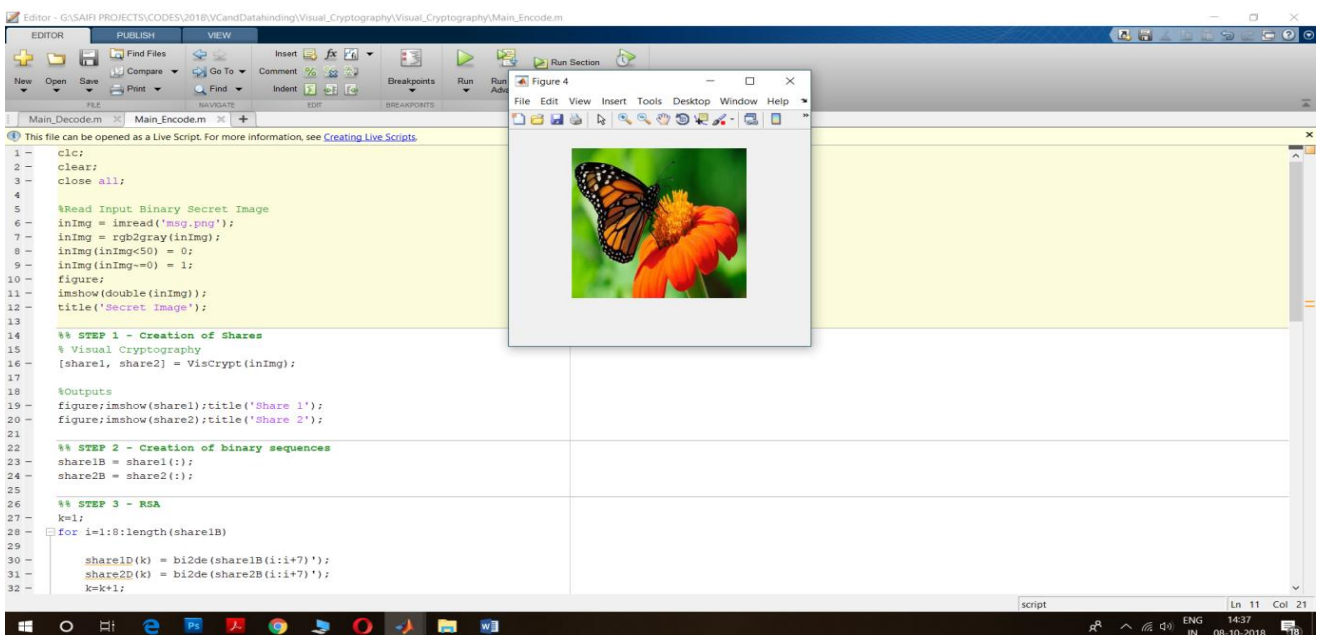 Editor - G:\SAIFI PROJECTS\CODES\2018\VCandDatahinding\Visual_Cryptography\Visual_Cryptography\Main_Encode.m
EDITOR PUBLISH VIEW
Find Files
Insert fx
Run Section
Compare
Go To
Comment
New Open Save
Print
Find
Indent
Breakpoints Run Run
Adva
FILE NAVIGATE EDIT BREAKPOINTS
Figure 4
File Edit View Insert Tools Desktop Window Help
Main_Decode.m Main_Encode.m +
This file can be opened as a Live Script. For more information, see Creating Live Scripts.
1 - clc;
2 - clear;
3 - close all;
4
5 %Read Input Binary Secret Image
6 - inImg = imread('msg.png');
7 - inImg = rgb2gray(inImg);
8 - inImg(inImg<50) = 0;
9 - inImg(inImg~=0) = 1;
10 - figure;
11 - imshow(double(inImg));
12 - title('Secret Image');
13
14 %% STEP 1 - Creation of Shares
15 % Visual Cryptography
16 - [share1, share2] = VisCrypt(inImg);
17
18 %Outputs
19 - figure;imshow(share1);title('Share 1');
20 - figure;imshow(share2);title('Share 2');
21
22 %% STEP 2 - Creation of binary sequences
23 - share1B = share1(:);
24 - share2B = share2(:);
25
26 %% STEP 3 - RSA
27 - k=1;
28 - for i=1:8:length(share1B)
29
30 - share1D(k) = bi2de(share1B(i:i+7)');
31 - share2D(k) = bi2de(share2B(i:i+7)');
32 - k=k+1;
script Ln 11 Col 21
ENG 14:37
IN 08-10-2018 18